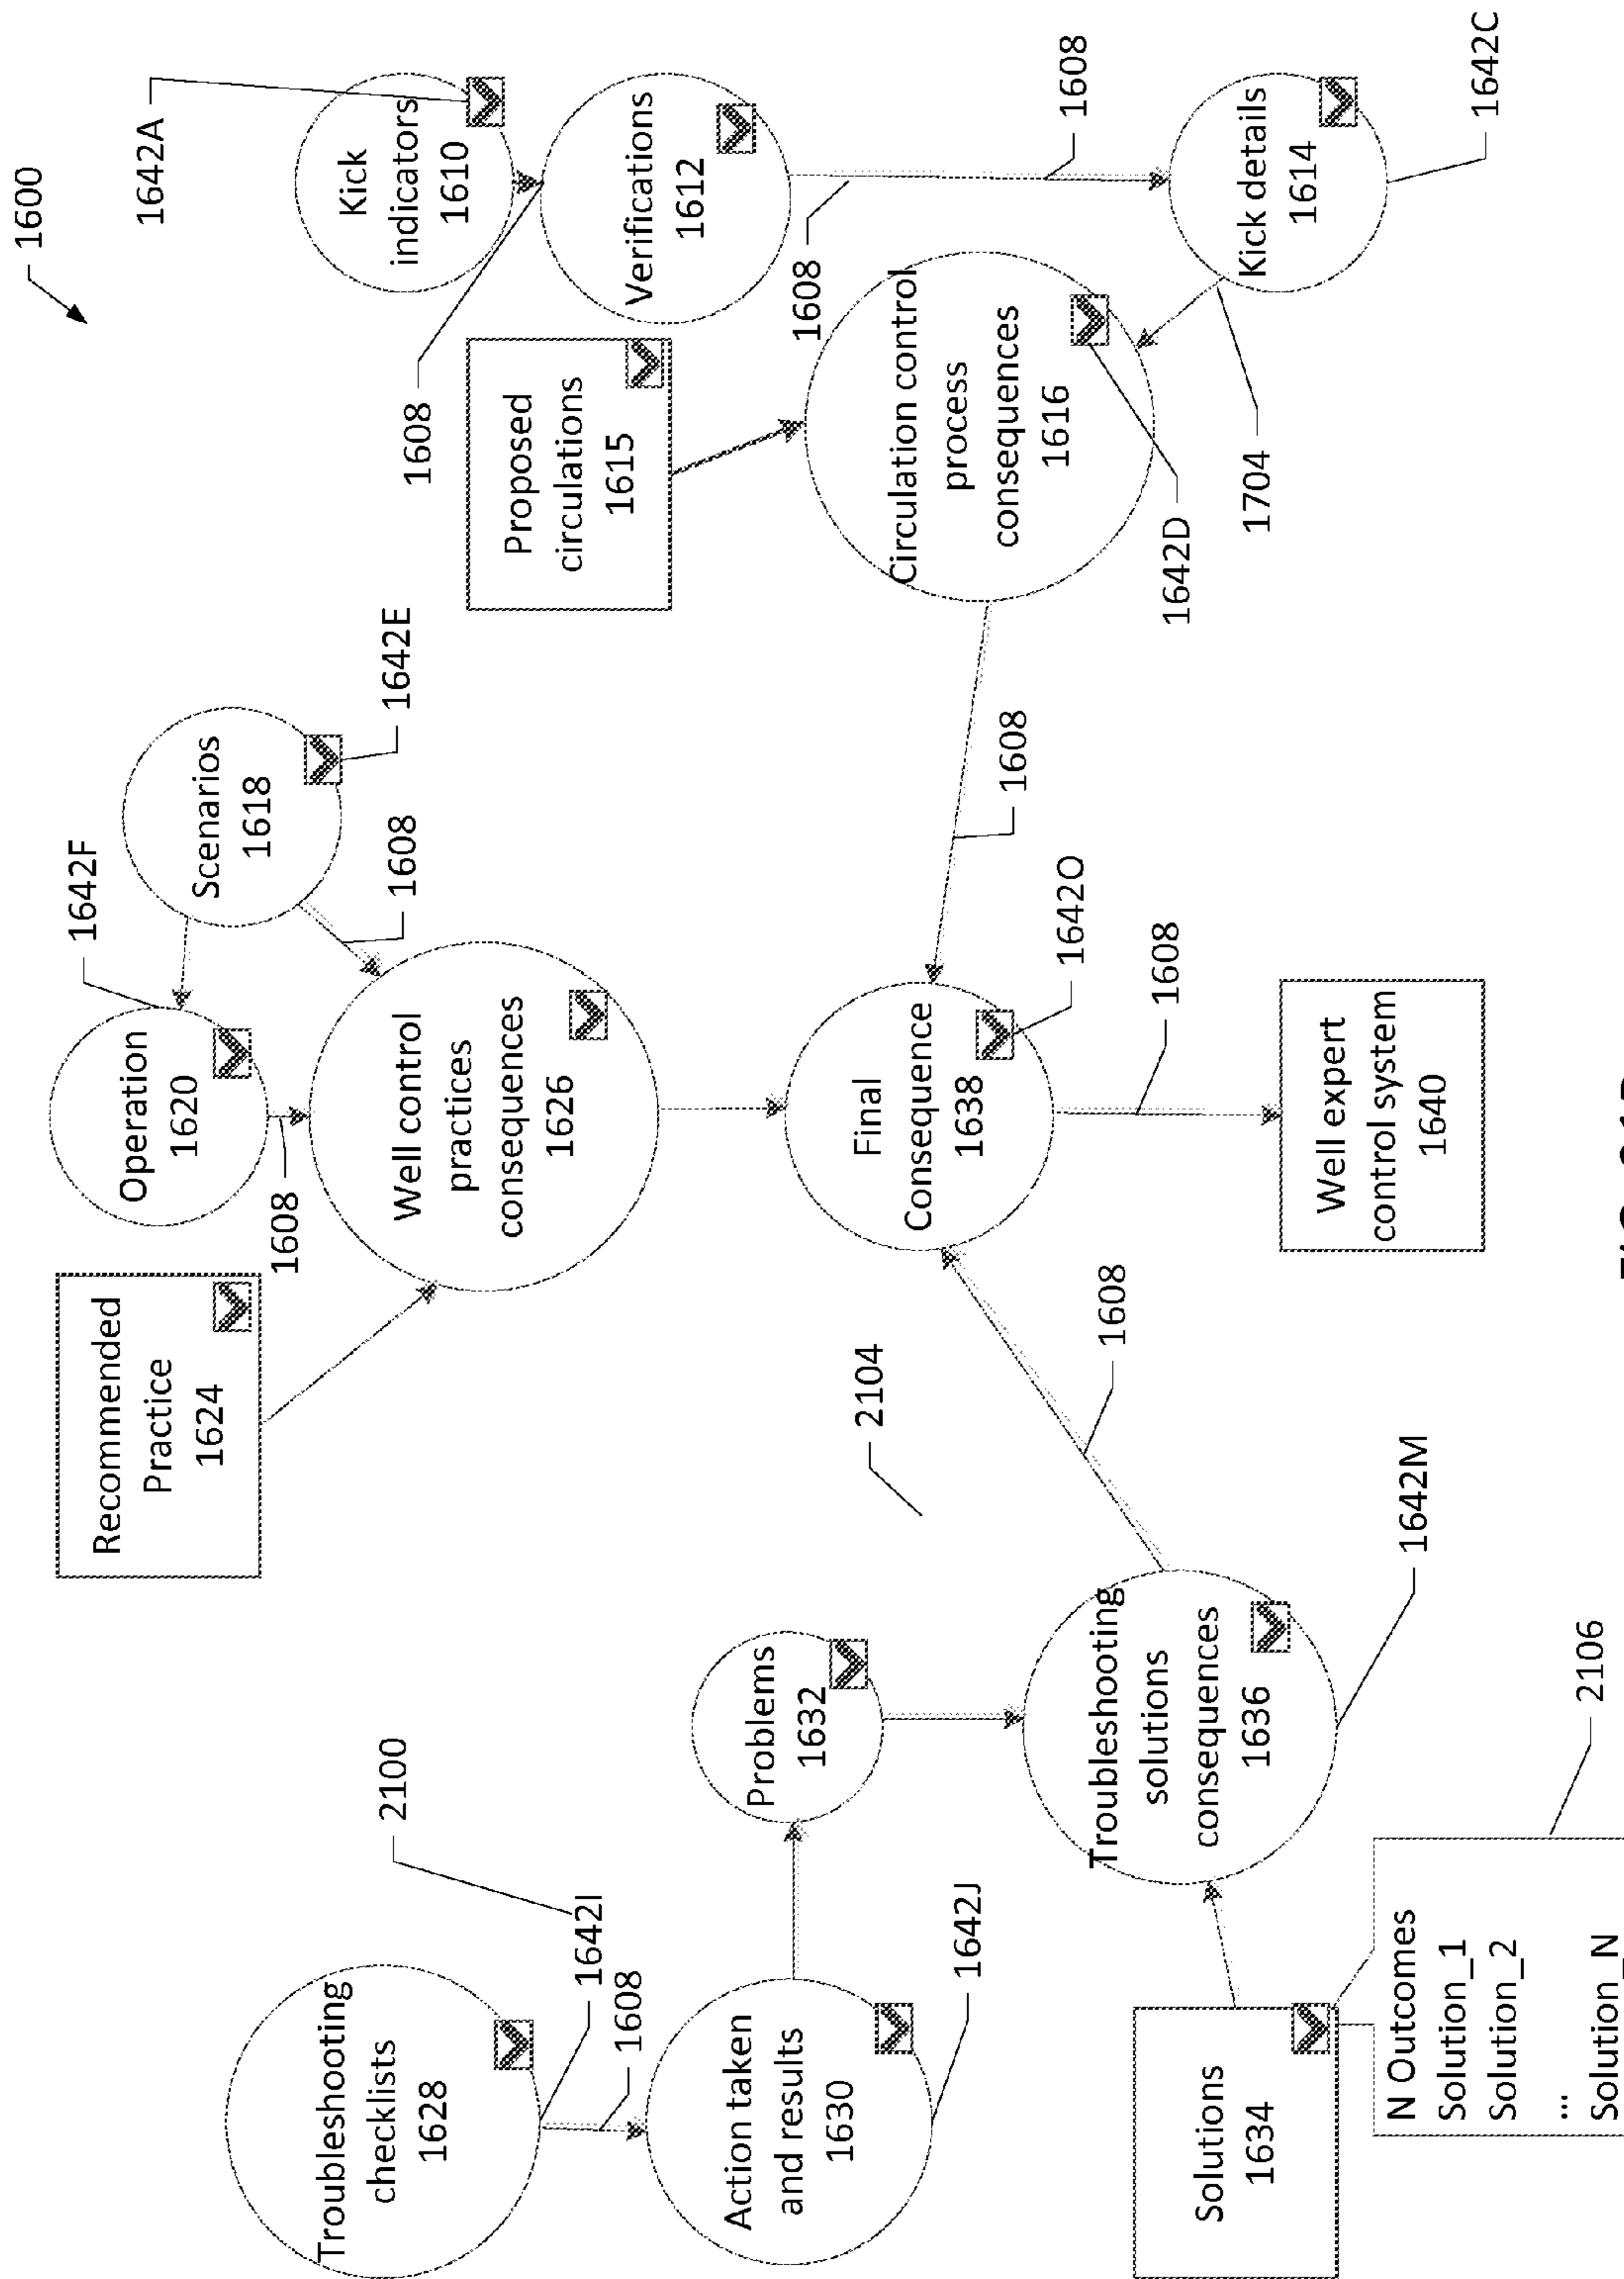 1600
1642A
Kick
indicators
1610
1608
Verifications
1612
1608
1608
Kick details
1614
1642C
Proposed
circulations
1615
Circulation control
process
consequences
1616
1642D
1704
1642F
Scenarios
1618
1642E
1608
Operation
1620
1608
Recommended
Practice
1624
Well control
practices
consequences
1626
1608
Final
Consequence
1638
1642O
1608
Well expert
control system
1640
2104
1608
Troubleshooting
checklists
1628
2100
1642I
1608
Action taken
and results
1630
1642J
Problems
1632
Troubleshooting
solutions
consequences
1636
1642M
Solutions
1634
2106
N Outcomes
Solution_1
Solution_2
...
Solution_N